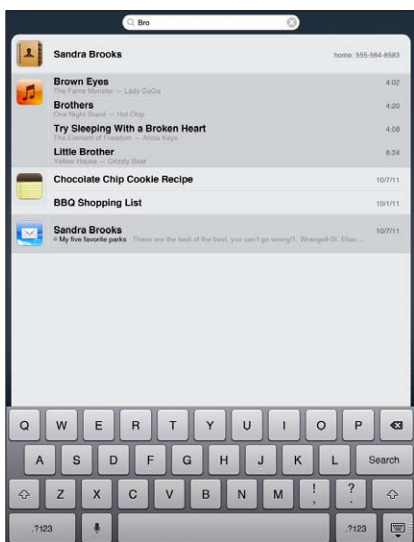 Bro
Sandra Brooks home: 555-564-8583
Brown Eyes 4:02
The Fame Monster — Lady GaGa
Brothers 4:20
One Night Stand — Hot Chip
Try Sleeping With a Broken Heart 4:08
The Element of Freedom — Alicia Keys
Little Brother 6:24
Yellow House — Grizzly Bear
Chocolate Chip Cookie Recipe 10/7/11
BBQ Shopping List 10/1/11
Sandra Brooks 10/7/11
My five favorite parks These are the best of the best, you can't go wrong!1. Wrangell-St. Elias ...
Q W E R T Y U I O P
A S D F G H J K L Search
Z X C V B N M ! , ? .
.?123 .?123